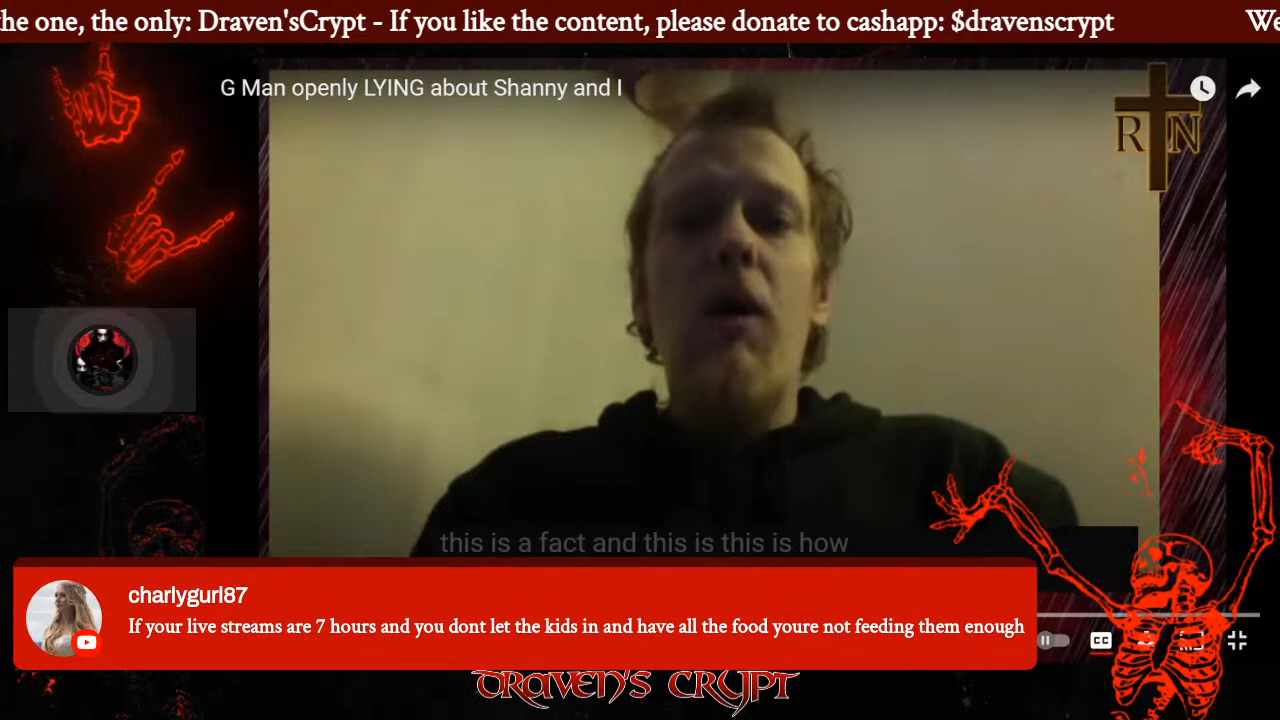 he one, the only: Draven'sCrypt - If you like the content, please donate to cashapp: $dravenscrypt We
G Man openly LYING about Shanny and I
R N
this is a fact and this is this is how
charlygurl87
If your live streams are 7 hours and you dont let the kids in and have all the food youre not feeding them enough
CC
DRAVEN'S CRYPT